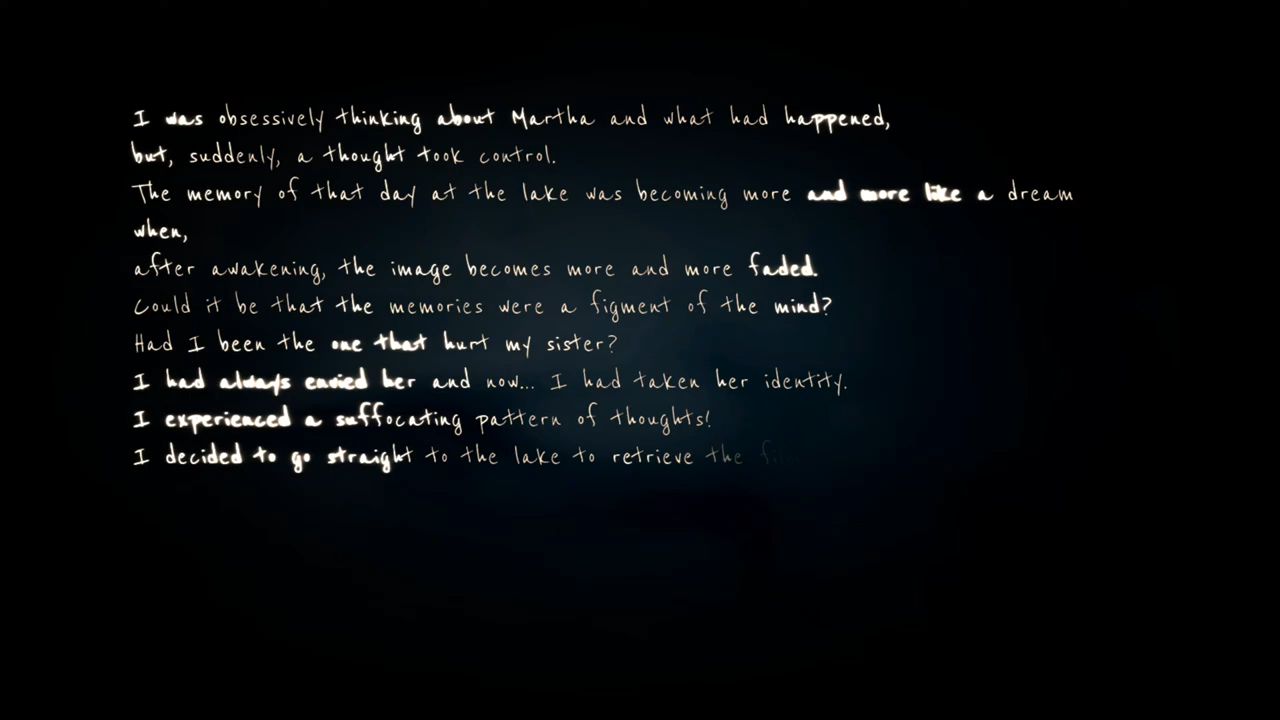 I was obsessively thinking about Martha and what had happened,
but, suddenly, a thought took control.
The memory of that day at the lake was becoming more and more like a dream
when,
after awakening, the image becomes more and more faded.
Could it be that the memories were a figment of the mind?
Had I been the one that hurt my sister?
I had always envied her and now... I had taken her identity.
I experienced a suffocating pattern of thoughts!
I decided to go straight to the lake to retrieve the